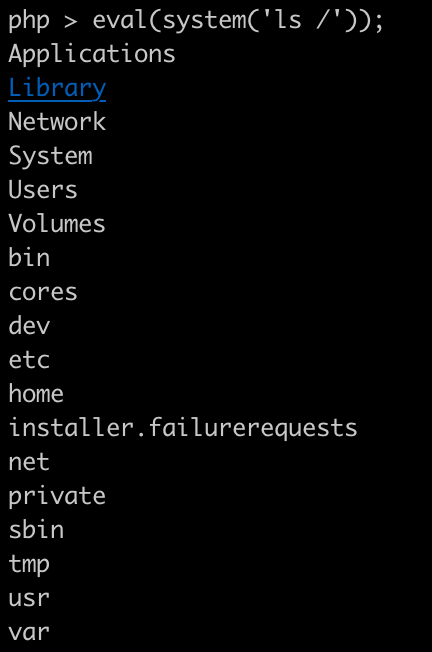 php > eval(system('ls /'));
Applications
Library
Network
System
Users
Volumes
bin
cores
dev
etc
home
installer.failurerequests
net
private
sbin
tmp
usr
var